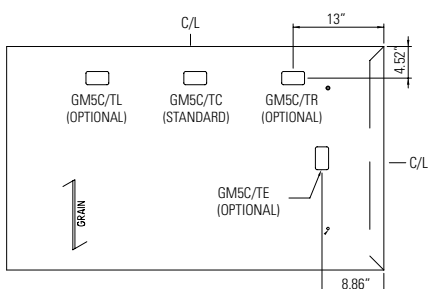 C/L
13"
4.52"
GM5C/TL
(OPTIONAL)
GM5C/TC
(STANDARD)
GM5C/TR
(OPTIONAL)
C/L
GM5C/TE
(OPTIONAL)
GRAIN
8.86"